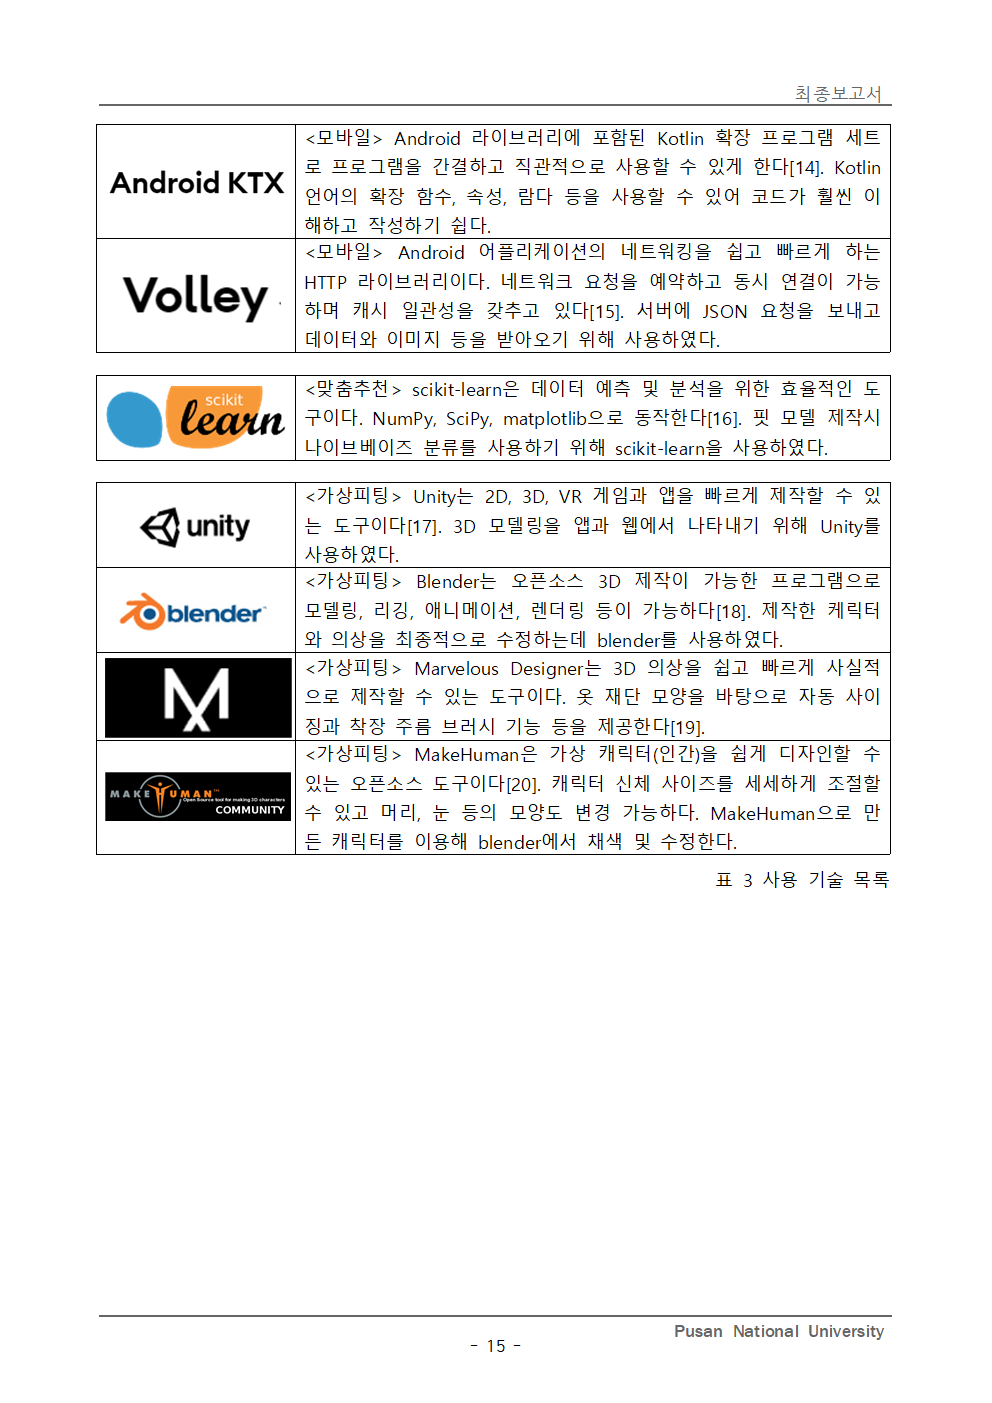 최종보고서
Android KTX
<모바일> Android 라이브러리에 포함된 Kotlin 확장 프로그램 세트
로 프로그램을 간결하고 직관적으로 사용할 수 있게 한다[14]. Kotlin
언어의 확장 함수, 속성, 람다 등을 사용할 수 있어 코드가 훨씬 이
해하고 작성하기 쉽다.
Volley
<모바일> Android 어플리케이션의 네트워킹을 쉽고 빠르게 하는
HTTP 라이브러리이다. 네트워크 요청을 예약하고 동시 연결이 가능
하며 캐시 일관성을 갖추고 있다[15]. 서버에 JSON 요청을 보내고
데이터와 이미지 등을 받아오기 위해 사용하였다.
scikit
learn
<맞춤추천> scikit-learn은 데이터 예측 및 분석을 위한 효율적인 도
구이다. NumPy, SciPy, matplotlib으로 동작한다[16]. 핏 모델 제작시
나이브베이즈 분류를 사용하기 위해 scikit-learn을 사용하였다.
unity
<가상피팅> Unity는 2D, 3D, VR 게임과 앱을 빠르게 제작할 수 있
는 도구이다[17]. 3D 모델링을 앱과 웹에서 나타내기 위해 Unity를
사용하였다.
blender™
<가상피팅> Blender는 오픈소스 3D 제작이 가능한 프로그램으로
모델링, 리깅, 애니메이션, 렌더링 등이 가능하다[18]. 제작한 케릭터
와 의상을 최종적으로 수정하는데 blender를 사용하였다.
<가상피팅> Marvelous Designer는 3D 의상을 쉽고 빠르게 사실적
으로 제작할 수 있는 도구이다. 옷 재단 모양을 바탕으로 자동 사이
징과 착장 주름 브러시 기능 등을 제공한다[19].
MAKEHUMAN™
Open Source tool for making 3D characters
COMMUNITY
<가상피팅> MakeHuman은 가상 캐릭터(인간)을 쉽게 디자인할 수
있는 오픈소스 도구이다[20]. 캐릭터 신체 사이즈를 세세하게 조절할
수 있고 머리, 눈 등의 모양도 변경 가능하다. MakeHuman으로 만
든 캐릭터를 이용해 blender에서 채색 및 수정한다.
표 3 사용 기술 목록
Pusan National University
- 15 -